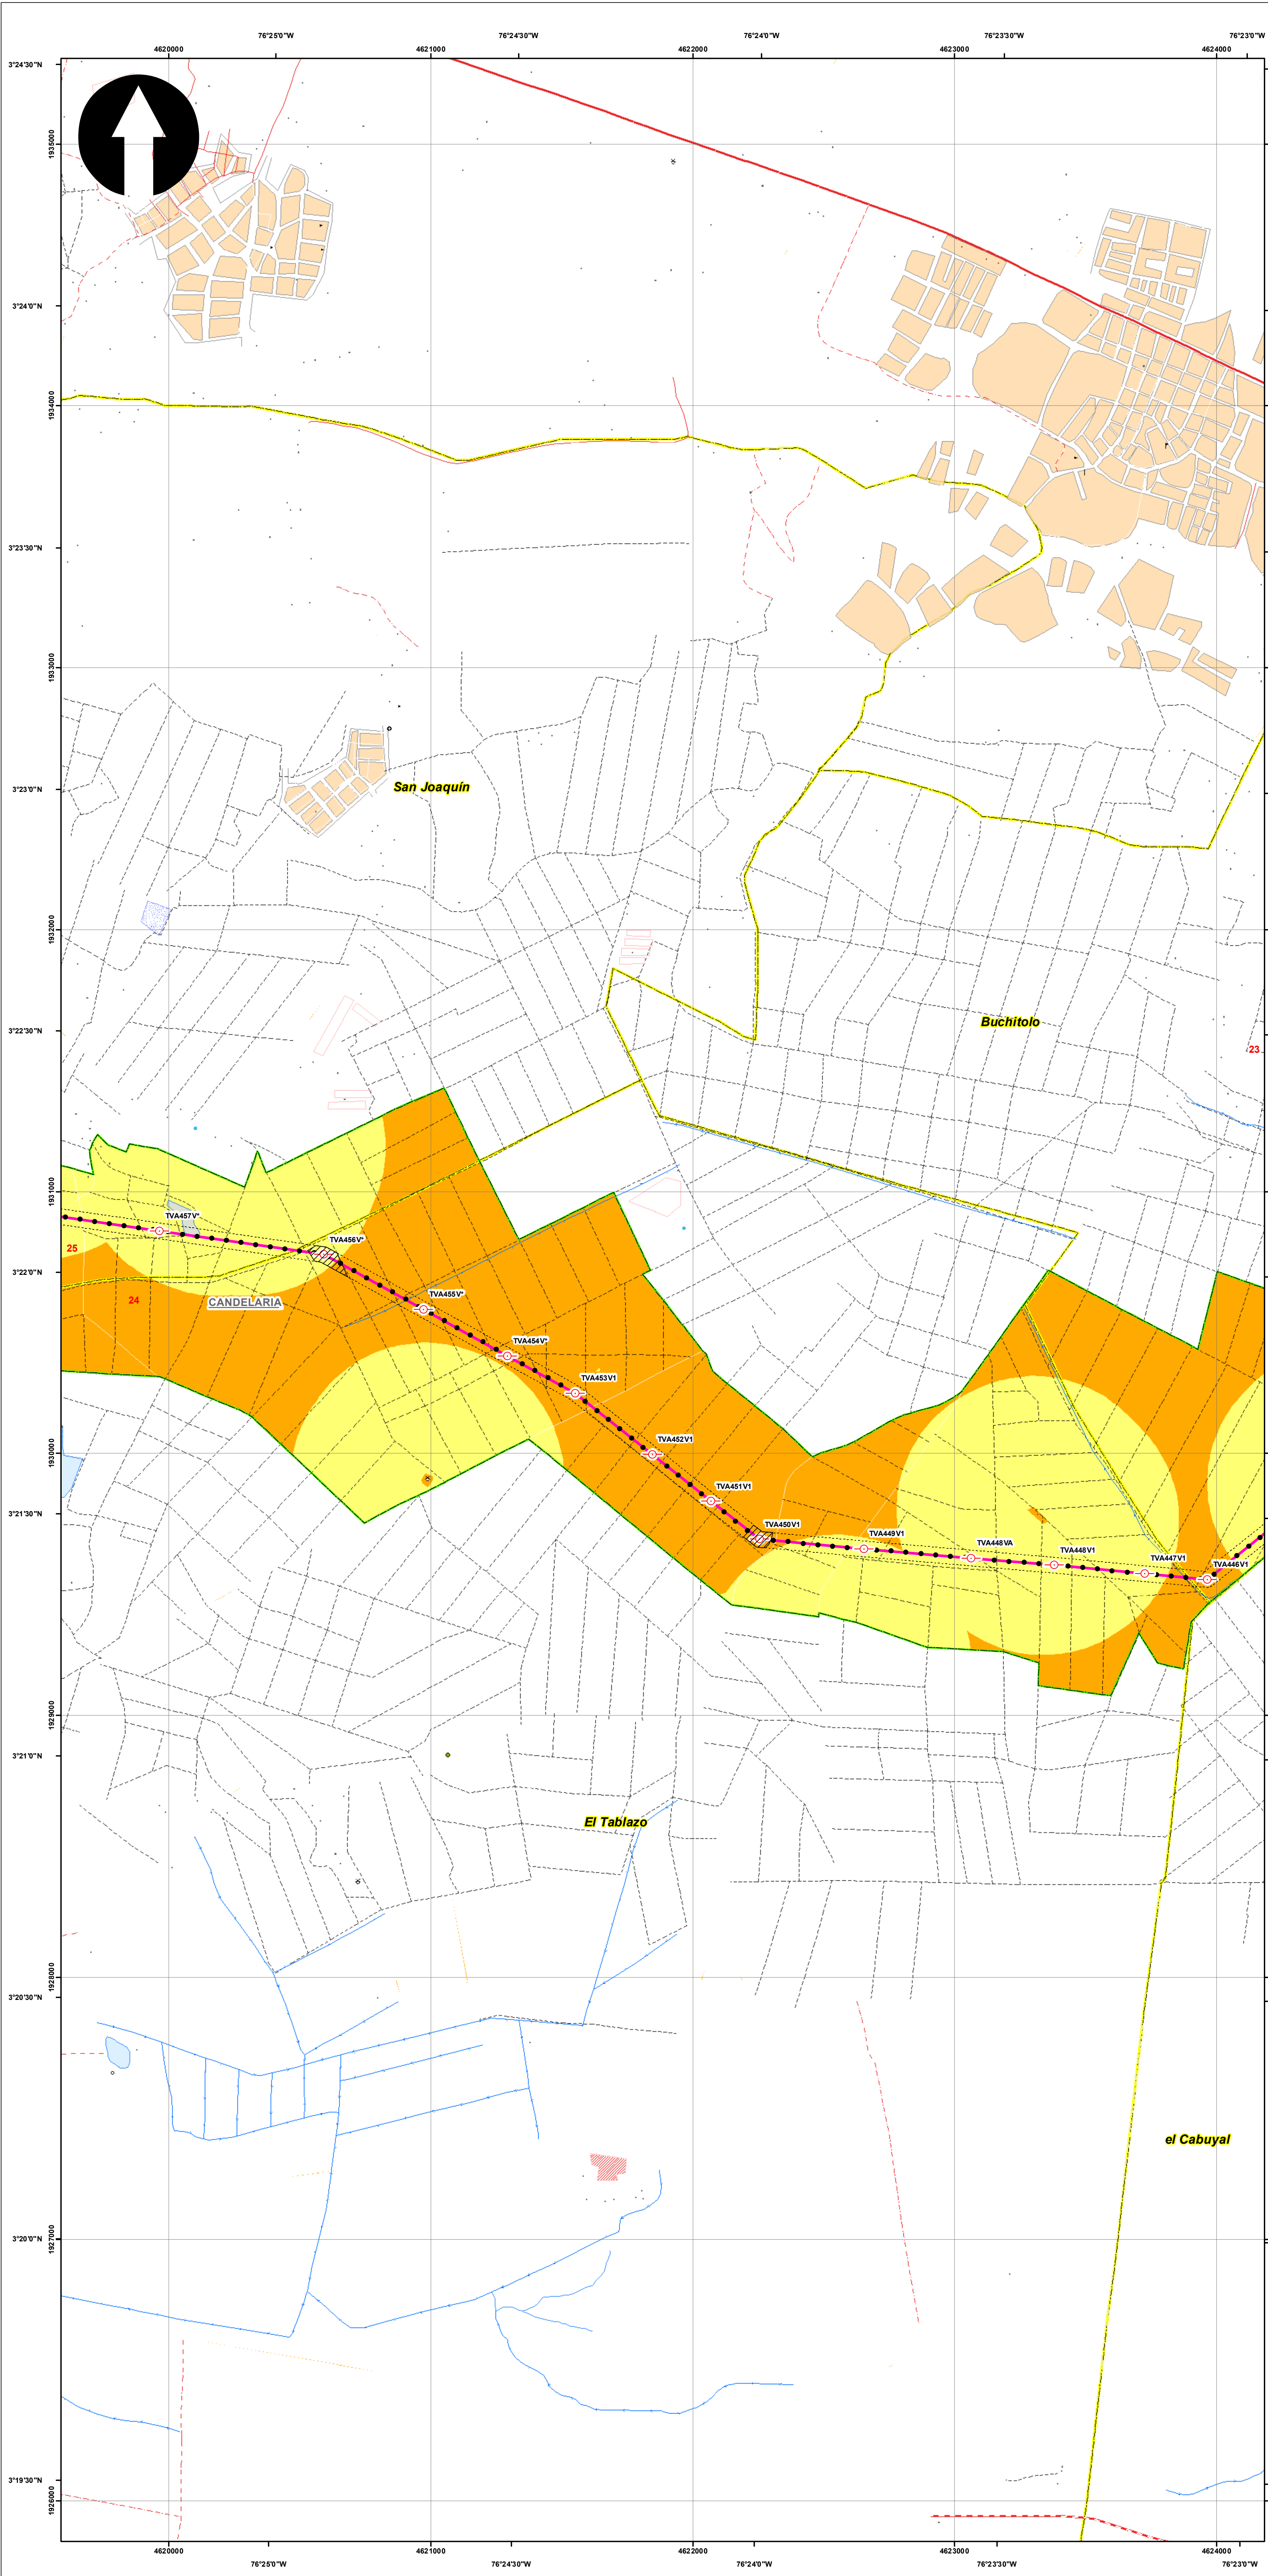 76°25'0"W 76°24'30"W 76°24'0"W 76°23'30"W 76°23'0"W
4620000 4621000 4622000 4623000 4624000
3°24'30"N
1935000
3°24'0"N
1934000
3°23'30"N
1933000
3°23'0"N
San Joaquín
1932000
3°22'30"N
Buchitolo
23
1931000
TVA457V*
TVA456V*
25
3°22'0"N
24
CANDELARIA
TVA455V*
TVA454V*
TVA453V1
TVA452V1
1930000
TVA451V1
3°21'30"N
TVA450V1
TVA449V1
TVA448VA
TVA448V1
TVA447V1
TVA446V1
1929000
3°21'0"N
El Tablazo
1928000
3°20'30"N
el Cabuyal
3°20'0"N
1927000
3°19'30"N
1926000
4620000 4621000 4622000 4623000 4624000
76°25'0"W 76°24'30"W 76°24'0"W 76°23'30"W 76°23'0"W